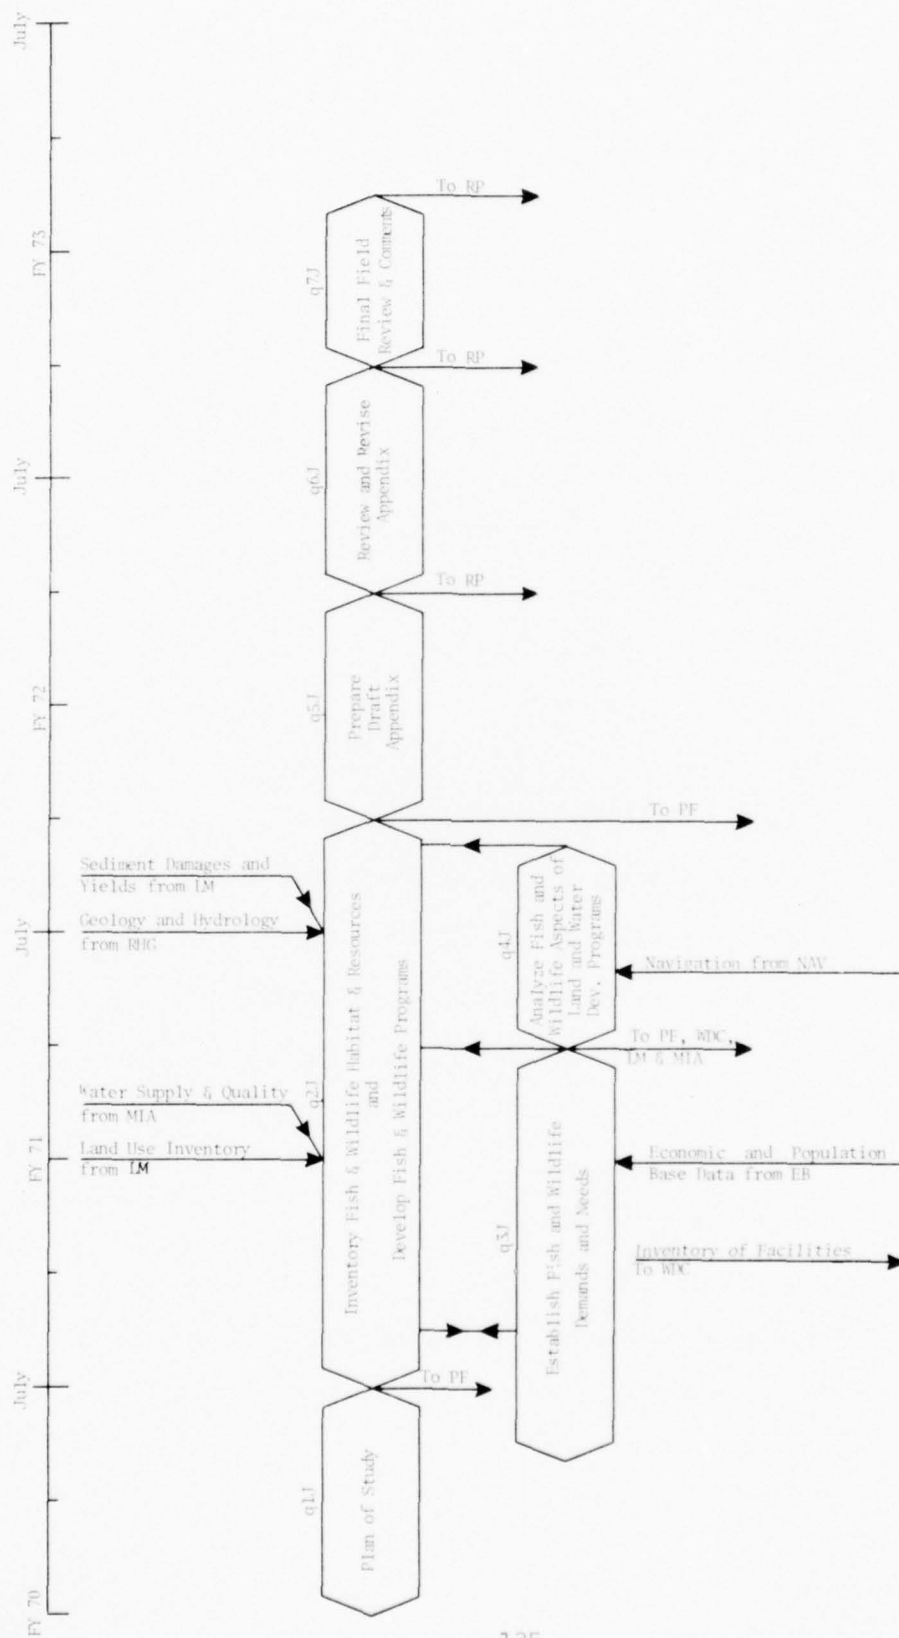 July
FY 73
July
FY 72
July
FY 71
July
FY 70
To RP
q7J
Final Field
Review & Comments
To RP
q6J
Review and Revise
Appendix
To RP
q5J
Prepare
Draft
Appendix
To PF
Sediment Damages and
Yields from LM
Geology and Hydrology
from RHG
Water Supply & Quality
from MIA
Land Use Inventory
from LM
q2J
Inventory Fish & Wildlife Habitat & Resources
and
Develop Fish & Wildlife Programs
q4J
Analyze Fish and
Wildlife Aspects of
Land and Water
Dev. Programs
Navigation from NAV
To PF, WDC,
LM & MIA
q3J
Establish Fish and Wildlife
Demands and Needs
Economic and Population
Base Data from EB
Inventory of Facilities
To WDC
To PF
q1J
Plan of Study